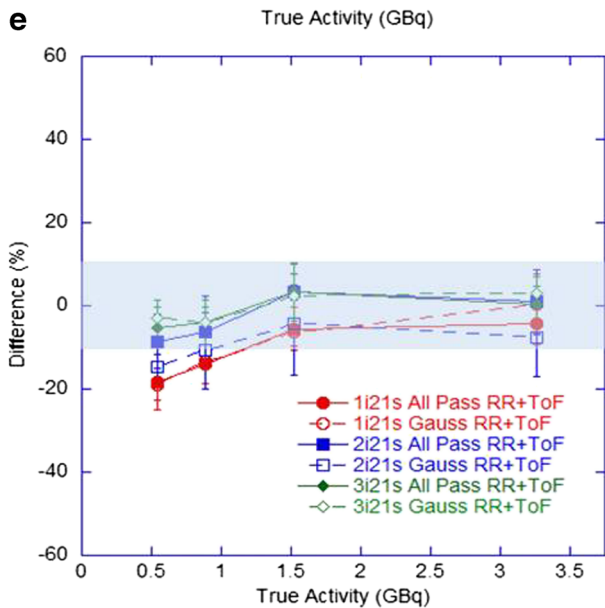 e
True Activity (GBq)
60
40
20
0
-20
-40
-60
Difference (%)
1i21s All Pass RR+ToF
1i21s Gauss RR+ToF
2i21s All Pass RR+ToF
2i21s Gauss RR+ToF
3i21s All Pass RR+ToF
3i21s Gauss RR+ToF
0 0.5 1 1.5 2 2.5 3 3.5
True Activity (GBq)